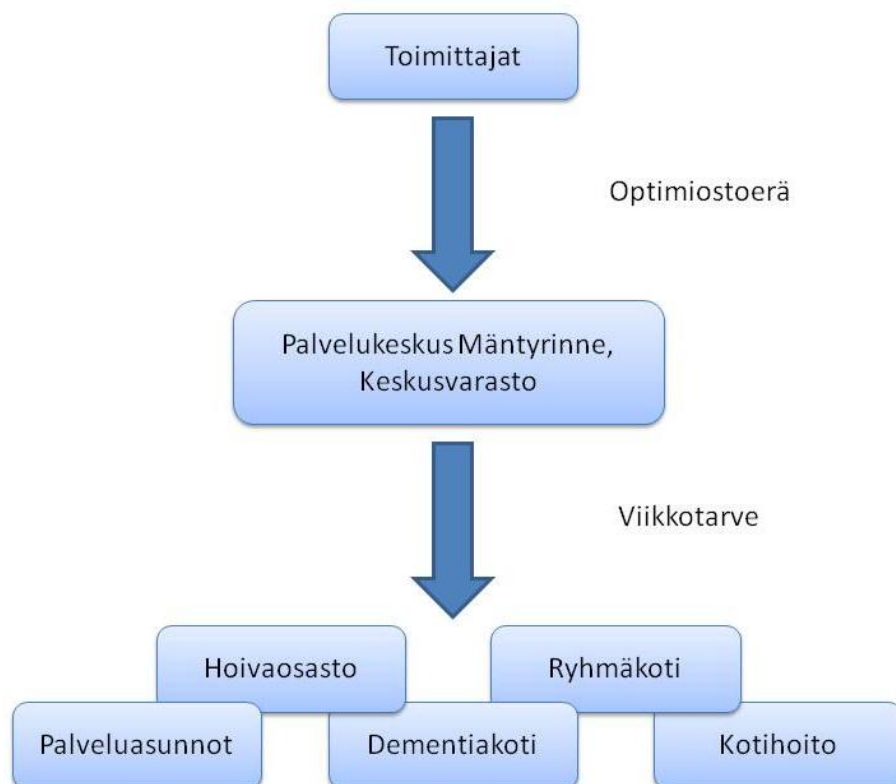 Toimittajat
Optimiostoerä
Palvelukeskus Mäntyrinne,
Keskusvarasto
Viikkotarve
Hoivaosasto
Ryhmäkoti
Palveluasunnot
Dementiakoti
Kotihoito